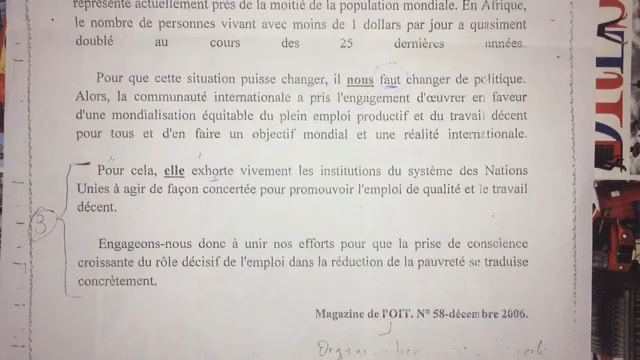 représente actuellement près de la moitié de la population mondiale. En Afrique,
le nombre de personnes vivant avec moins de 1 dollars par jour a quasiment
doublé au cours des 25 dernières années.
Pour que cette situation puisse changer, il nous faut changer de politique.
Alors, la communauté internationale a pris l'engagement d'œuvrer en faveur
d'une mondialisation équitable du plein emploi productif et du travail décent
pour tous et d'en faire un objectif mondial et une réalité internationale.
Pour cela, elle exhorte vivement les institutions du système des Nations
Unies à agir de façon concertée pour promouvoir l'emploi de qualité et le travail
décent.
3
Engageons-nous donc à unir nos efforts pour que la prise de conscience
croissante du rôle décisif de l'emploi dans la réduction de la pauvreté se traduise
concrètement.
Magazine de l'OIT. N° 58-décembre 2006.